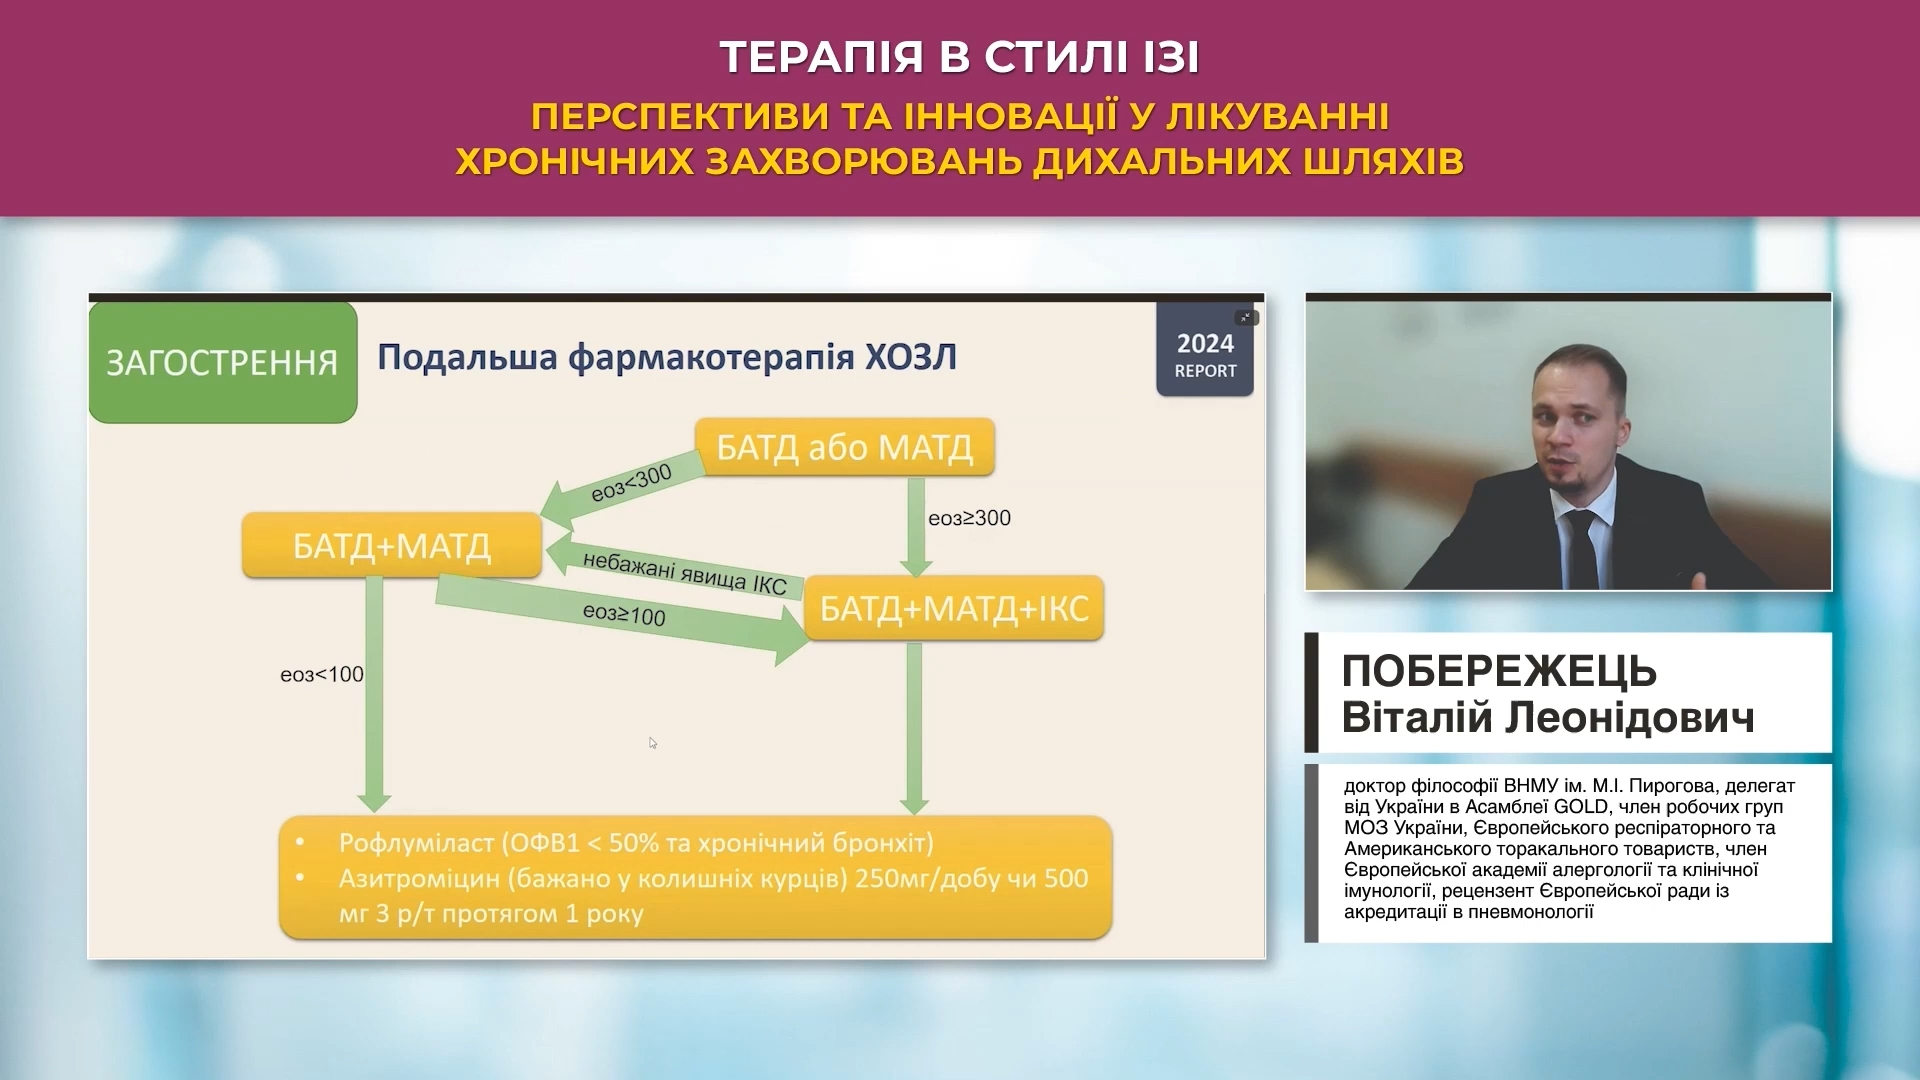 ТЕРАПІЯ В СТИЛІ ІЗІ
ПЕРСПЕКТИВИ ТА ІННОВАЦІЇ У ЛІКУВАННІ
ХРОНІЧНИХ ЗАХВОРЮВАНЬ ДИХАЛЬНИХ ШЛЯХІВ
ЗАГОСТРЕННЯ
Подальша фармакотерапія ХОЗЛ
2024
REPORT
БАТД або МАТД
еоз<300
еоз≥300
БАТД+МАТД
небажані явища ІКС
БАТД+МАТД+ІКС
еоз≥100
еоз<100
• Рофлуміласт (ОФВ1 < 50% та хронічний бронхіт)
• Азитроміцин (бажано у колишніх курців) 250мг/добу чи 500
мг 3 р/т протягом 1 року
ПОБЕРЕЖЕЦЬ
Віталій Леонідович
доктор філософії ВНМУ ім. М.І. Пирогова, делегат
від України в Асамблеї GOLD, член робочих груп
МОЗ України, Європейського респіраторного та
Американського торакального товариств, член
Європейської академії алергології та клінічної
імунології, рецензент Європейської ради із
акредитації в пневмонології